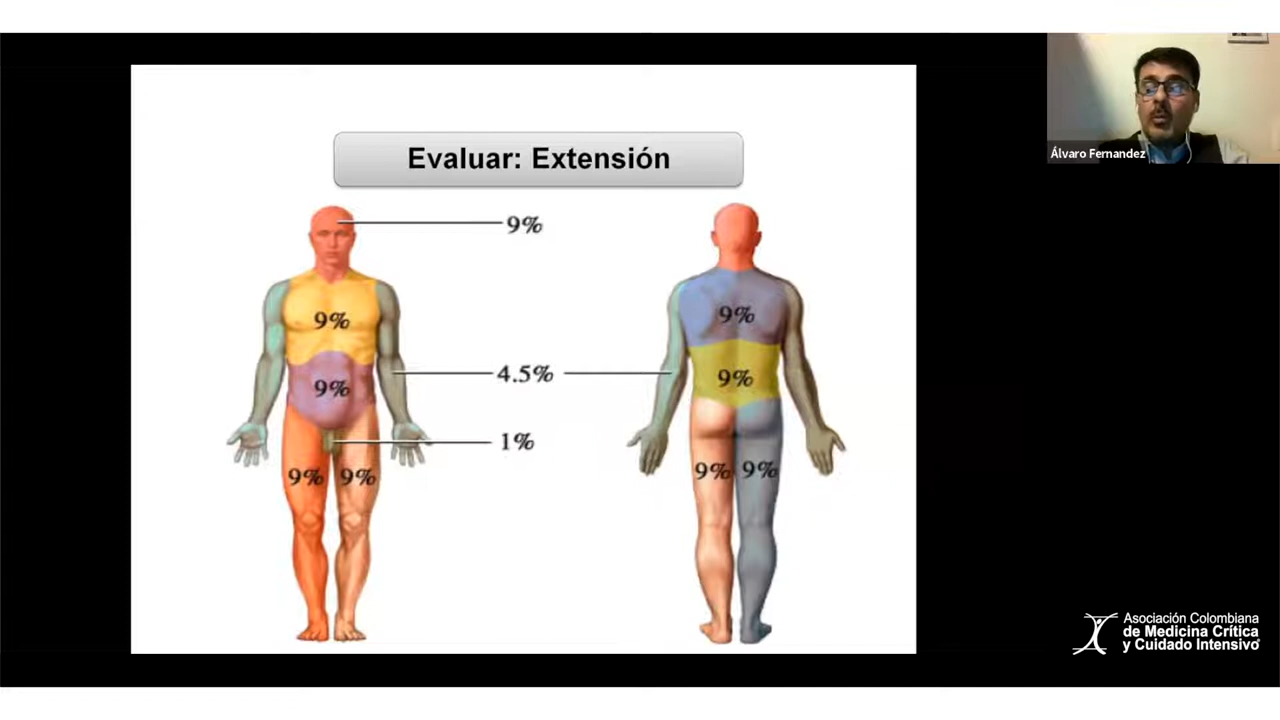 Evaluar: Extensión
9%
9%
9%
4.5%
1%
9% 9%
9%
9%
9% 9%
Álvaro Fernandez
Asociación Colombiana
de Medicina Crítica
y Cuidado Intensivo